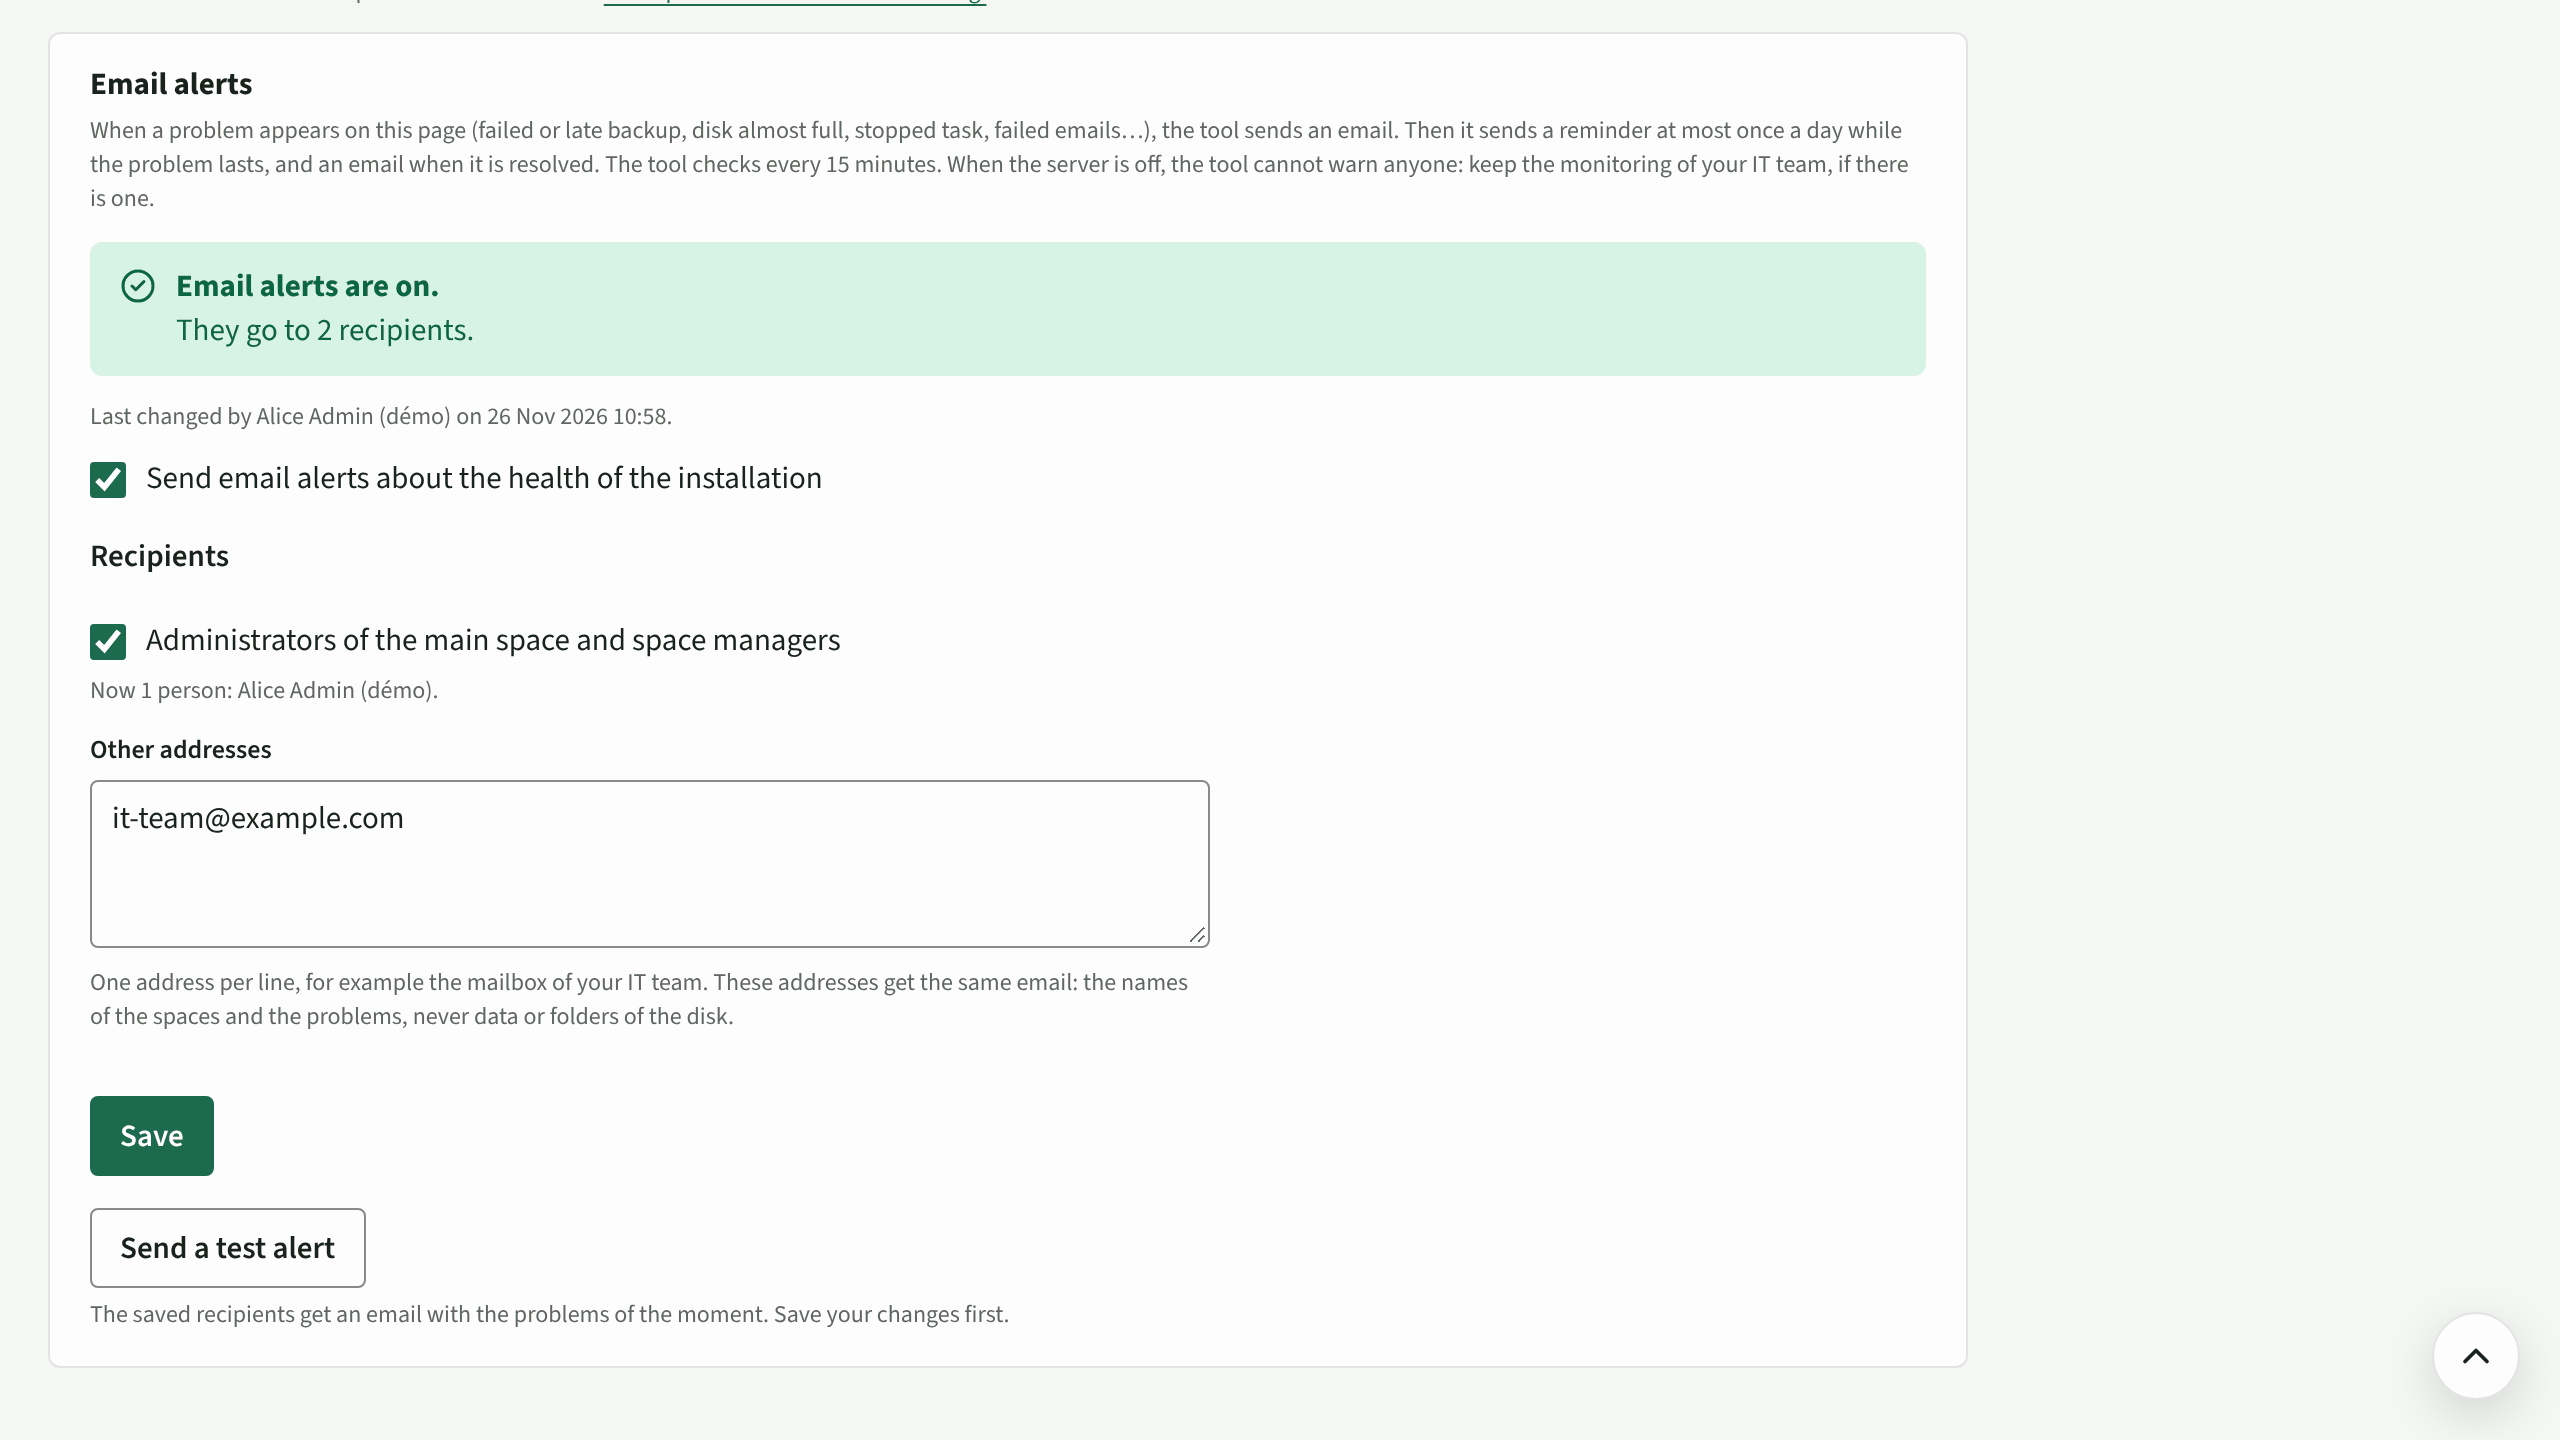 Email alerts
When a problem appears on this page (failed or late backup, disk almost full, stopped task, failed emails…), the tool sends an email. Then it sends a reminder at most once a day while
the problem lasts, and an email when it is resolved. The tool checks every 15 minutes. When the server is off, the tool cannot warn anyone: keep the monitoring of your IT team, if there
is one.
Email alerts are on.
They go to 2 recipients.
Last changed by Alice Admin (démo) on 26 Nov 2026 10:58.
Send email alerts about the health of the installation
Recipients
Administrators of the main space and space managers
Now 1 person: Alice Admin (démo).
Other addresses
it-team@example.com
One address per line, for example the mailbox of your IT team. These addresses get the same email: the names
of the spaces and the problems, never data or folders of the disk.
Save
Send a test alert
The saved recipients get an email with the problems of the moment. Save your changes first.